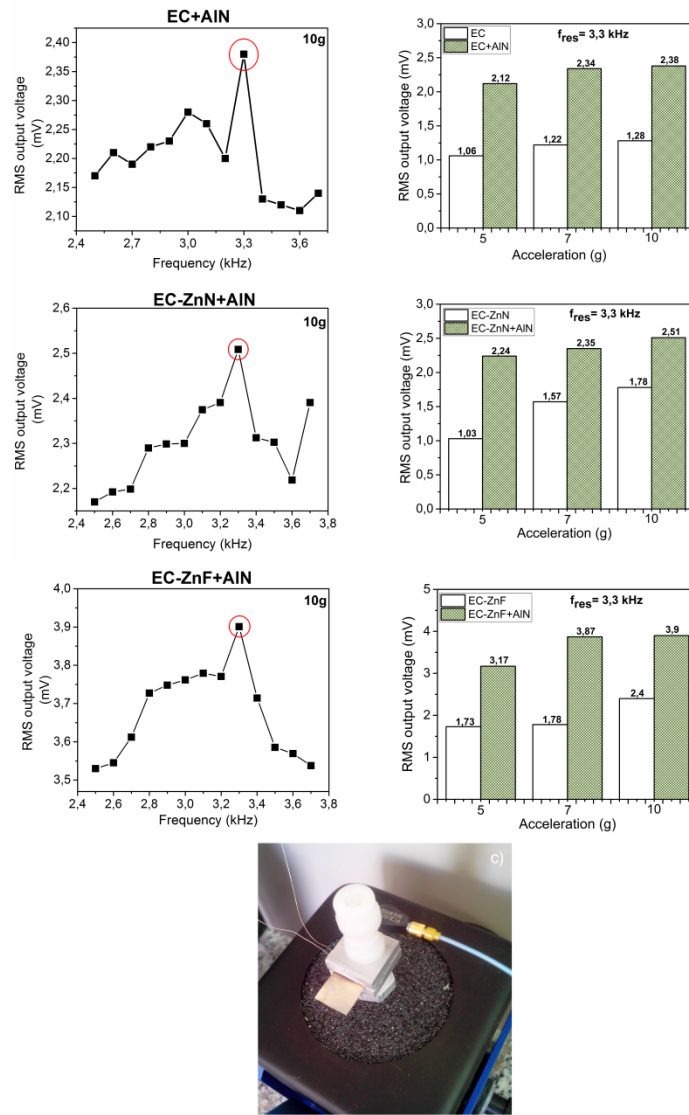 EC+AlN
10g
2,40
2,35
2,30
2,25
2,20
2,15
2,10
RMS output voltage
(mV)
2,4 2,7 3,0 3,3 3,6
Frequency (kHz)
EC
EC+AlN
fres= 3,3 kHz
3,0
2,5
2,0
1,5
1,0
0,5
0,0
RMS output voltage (mV)
1,06 2,12 1,22 2,34 1,28 2,38
5 7 10
Acceleration (g)
EC-ZnN+AlN
10g
2,6
2,5
2,4
2,3
2,2
RMS output voltage
(mV)
2,4 2,6 2,8 3,0 3,2 3,4 3,6 3,8
Frequency (kHz)
EC-ZnN
EC-ZnN+AlN
fres= 3,3 kHz
3,0
2,5
2,0
1,5
1,0
0,5
0,0
RMS output voltage (mV)
1,03 2,24 1,57 2,35 1,78 2,51
5 7 10
Acceleration (g)
EC-ZnF+AlN
10g
4,0
3,9
3,8
3,7
3,6
3,5
RMS output voltage
(mV)
2,4 2,6 2,8 3,0 3,2 3,4 3,6 3,8
Frequency (kHz)
EC-ZnF
EC-ZnF+AlN
fres= 3,3 kHz
5
4
3
2
1
0
RMS output voltage (mV)
1,73 3,17 1,78 3,87 2,4 3,9
5 7 10
Acceleration (g)
c)